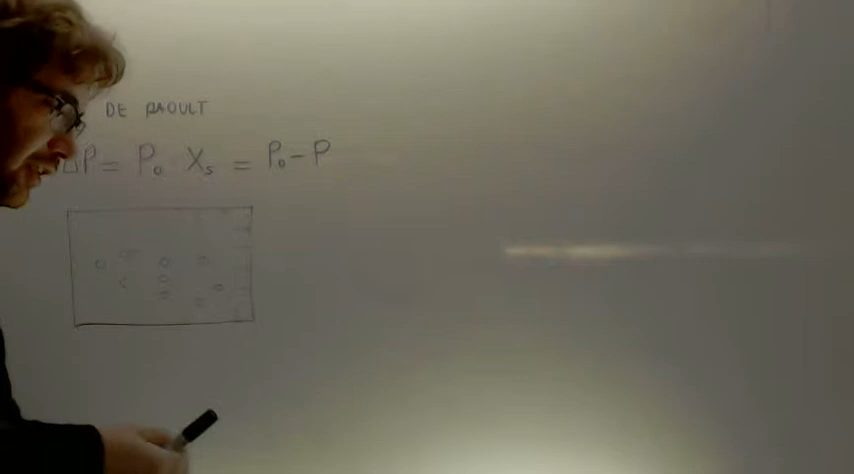 DE RAOULT
ΔP = P₀ Xₛ = P₀ - P